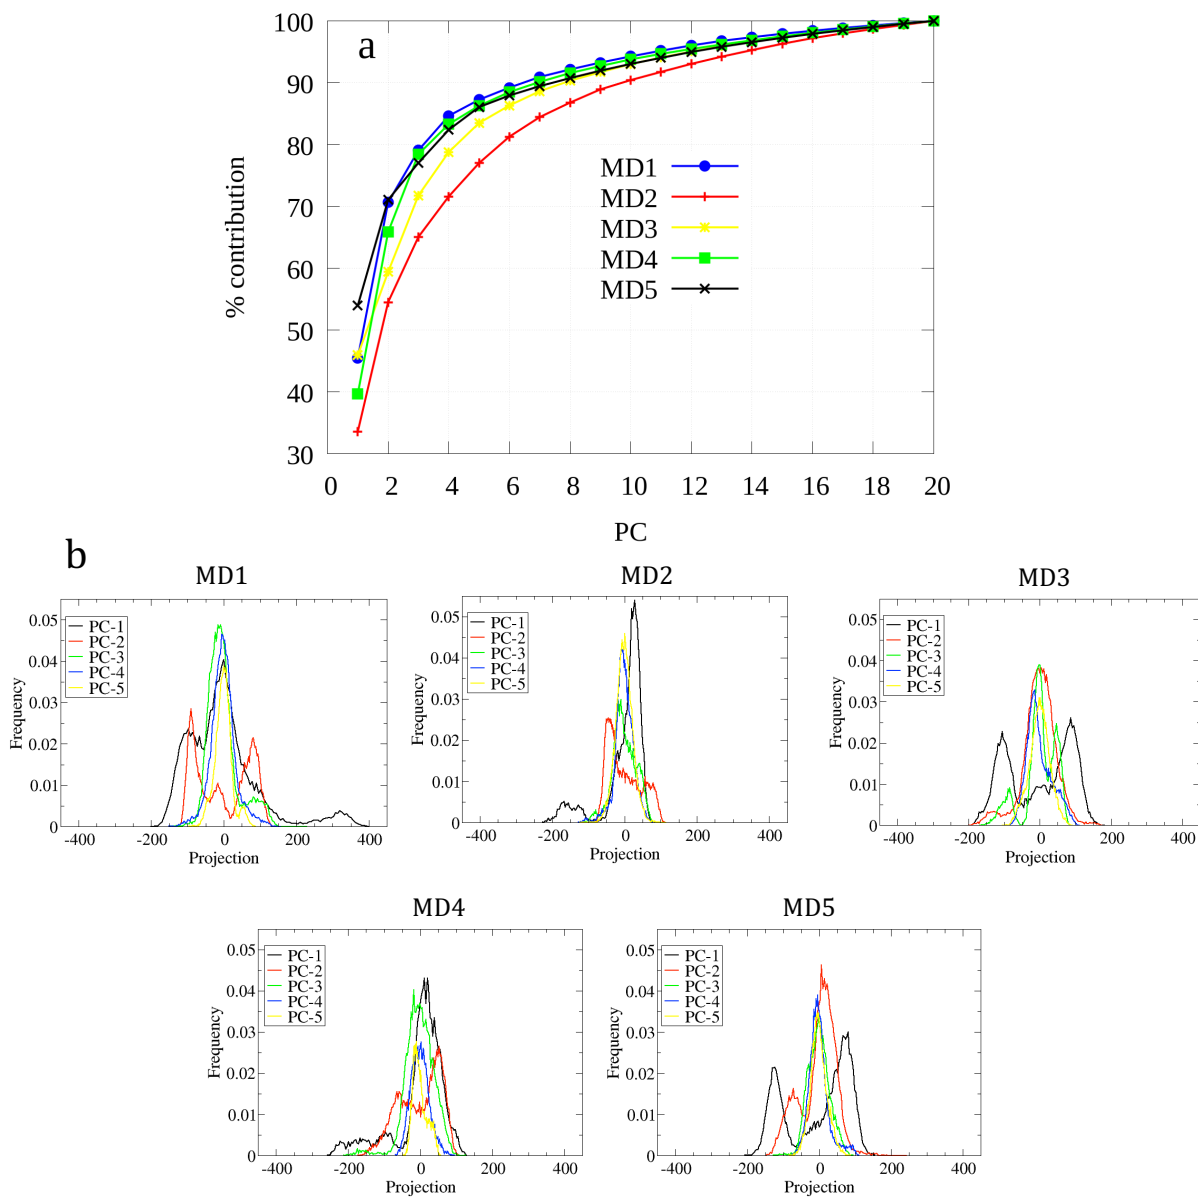 a
100
90
80
70
60
50
40
30
% contribution
MD1
MD2
MD3
MD4
MD5
0 2 4 6 8 10 12 14 16 18 20
PC
b
MD1
0.05
0.04
0.03
0.02
0.01
0
Frequency
PC-1
PC-2
PC-3
PC-4
PC-5
-400 -200 0 200 400
Projection
MD2
0.05
0.04
0.03
0.02
0.01
0
Frequency
PC-1
PC-2
PC-3
PC-4
PC-5
-400 -200 0 200 400
Projection
MD3
0.05
0.04
0.03
0.02
0.01
0
Frequency
PC-1
PC-2
PC-3
PC-4
PC-5
-400 -200 0 200 400
Projection
MD4
0.05
0.04
0.03
0.02
0.01
0
Frequency
PC-1
PC-2
PC-3
PC-4
PC-5
-400 -200 0 200 400
Projection
MD5
0.05
0.04
0.03
0.02
0.01
0
Frequency
PC-1
PC-2
PC-3
PC-4
PC-5
-400 -200 0 200 400
Projection